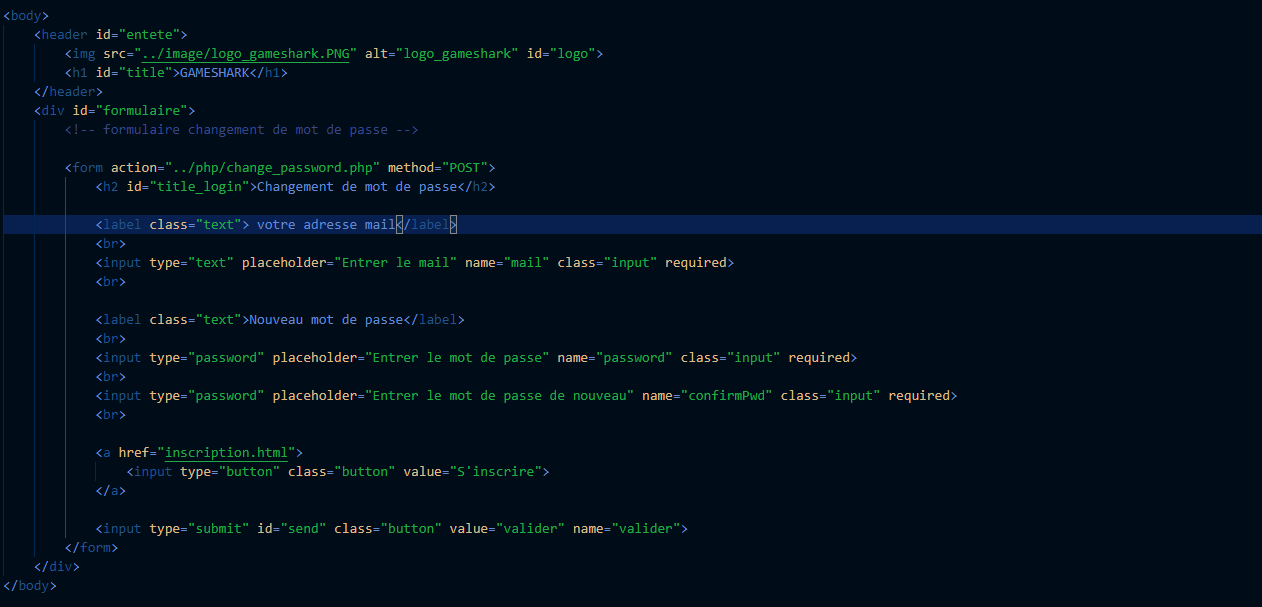 <body>
<header id="entete">
<img src="../image/logo_gameshark.PNG" alt="logo_gameshark" id="logo">
<h1 id="title">GAMESHARK</h1>
</header>
<div id="formulaire">
<!-- formulaire changement de mot de passe -->
<form action="../php/change_password.php" method="POST">
<h2 id="title_login">Changement de mot de passe</h2>
<label class="text"> votre adresse mail</label>
<br>
<input type="text" placeholder="Entrer le mail" name="mail" class="input" required>
<br>
<label class="text">Nouveau mot de passe</label>
<br>
<input type="password" placeholder="Entrer le mot de passe" name="password" class="input" required>
<br>
<input type="password" placeholder="Entrer le mot de passe de nouveau" name="confirmPwd" class="input" required>
<br>
<a href="inscription.html">
<input type="button" class="button" value="S'inscrire">
</a>
<input type="submit" id="send" class="button" value="valider" name="valider">
</form>
</div>
</body>